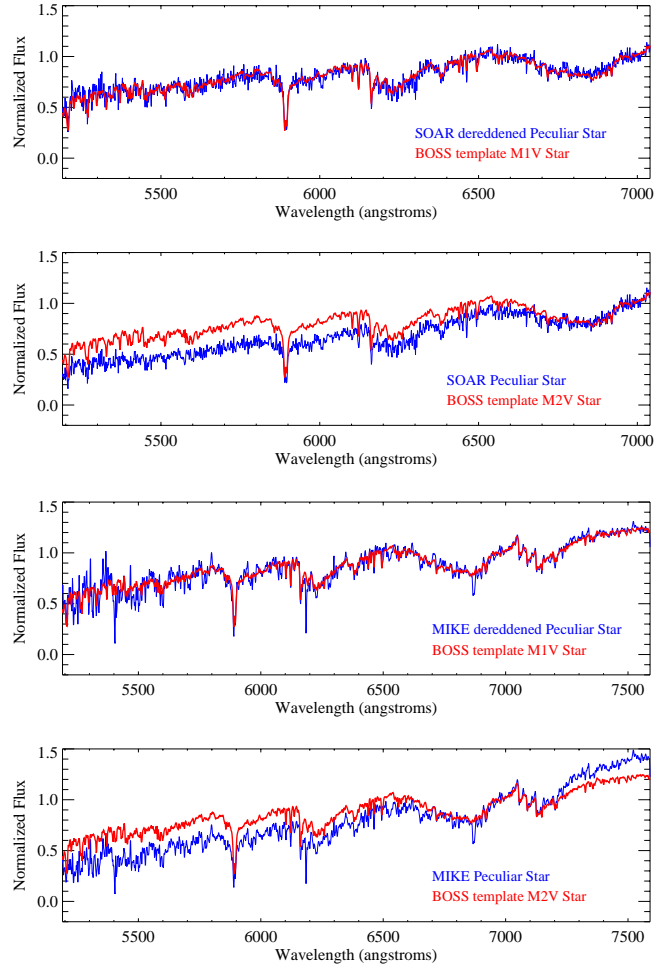 1.5
1.0
0.5
0.0
Normalized Flux
SOAR dereddened Peculiar Star
BOSS template M1V Star
5500 6000 6500 7000
Wavelength (angstroms)
1.5
1.0
0.5
0.0
Normalized Flux
SOAR Peculiar Star
BOSS template M2V Star
5500 6000 6500 7000
Wavelength (angstroms)
1.5
1.0
0.5
0.0
Normalized Flux
MIKE dereddened Peculiar Star
BOSS template M1V Star
5500 6000 6500 7000 7500
Wavelength (angstroms)
1.5
1.0
0.5
0.0
Normalized Flux
MIKE Peculiar Star
BOSS template M2V Star
5500 6000 6500 7000 7500
Wavelength (angstroms)